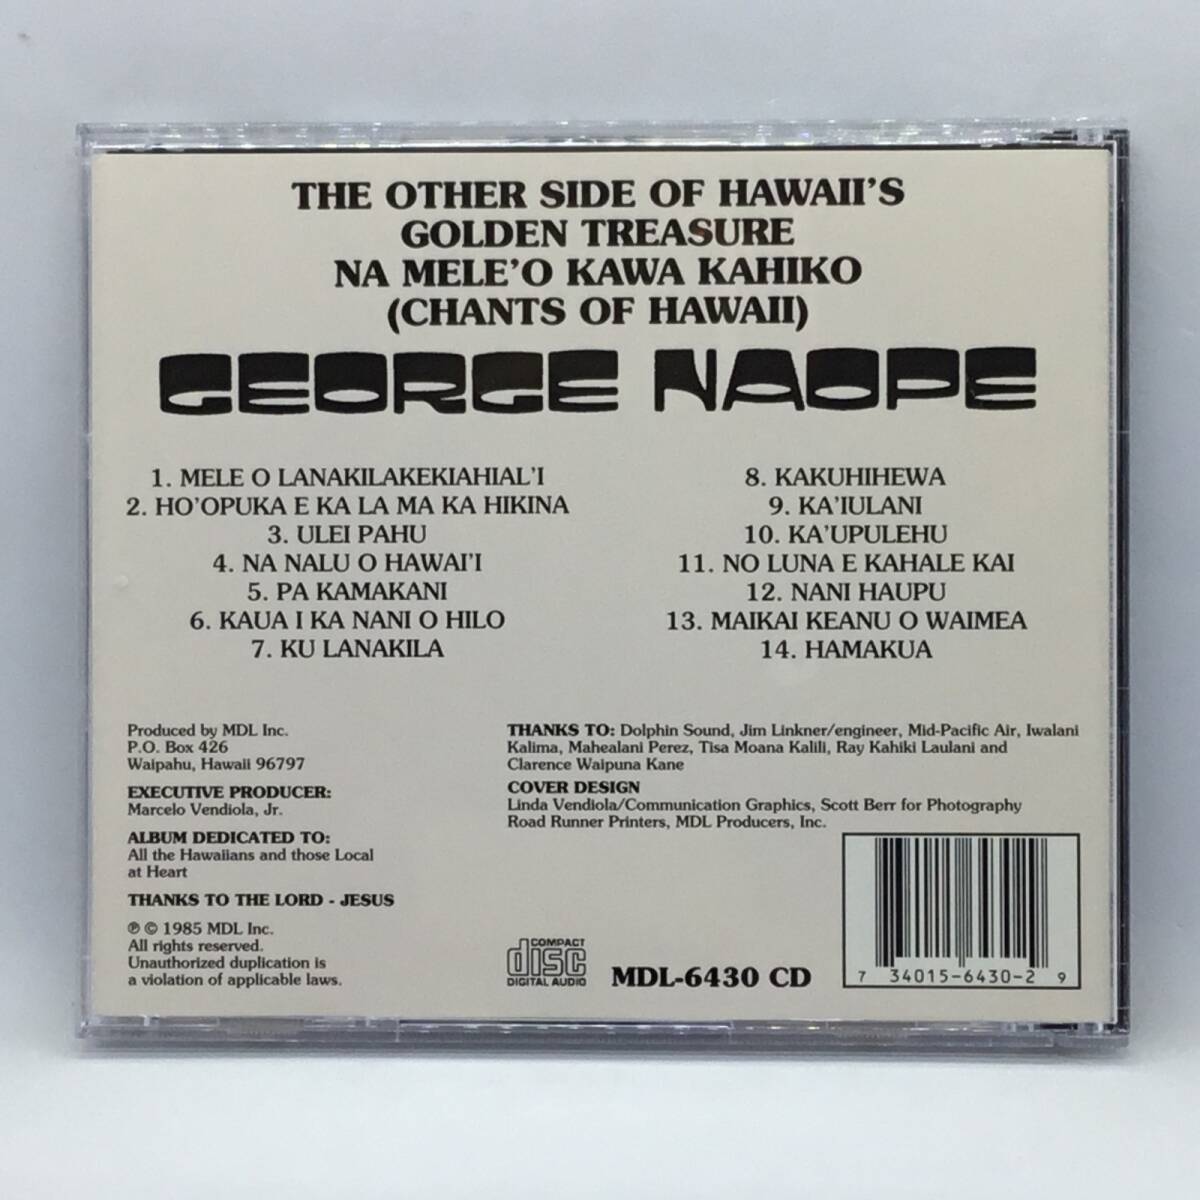 THE OTHER SIDE OF HAWAII'S
GOLDEN TREASURE
NA MELE'O KAWA KAHIKO
(CHANTS OF HAWAII)
GEORGE NAOPE
1. MELE O LANAKILAKEKIAHIAL'I
2. HO'OPUKA E KA LA MA KA HIKINA
3. ULEI PAHU
4. NA NALU O HAWAI'I
5. PA KAMAKANI
6. KAUA I KA NANI O HILO
7. KU LANAKILA
8. KAKUHIHEWA
9. KA'IULANI
10. KA'UPULEHU
11. NO LUNA E KAHALE KAI
12. NANI HAUPU
13. MAIKAI KEANU O WAIMEA
14. HAMAKUA
Produced by MDL Inc.
P.O. Box 426
Waipahu, Hawaii 96797
EXECUTIVE PRODUCER:
Marcelo Vendiola, Jr.
ALBUM DEDICATED TO:
All the Hawaiians and those Local
at Heart
THANKS TO THE LORD - JESUS
℗ © 1985 MDL Inc.
All rights reserved.
Unauthorized duplication is
a violation of applicable laws.
THANKS TO: Dolphin Sound, Jim Linkner/engineer, Mid-Pacific Air, Iwalani
Kalima, Mahealani Perez, Tisa Moana Kalili, Ray Kahiki Laulani and
Clarence Waipuna Kane
COVER DESIGN
Linda Vendiola/Communication Graphics, Scott Berr for Photography
Road Runner Printers, MDL Producers, Inc.
COMPACT
disc
DIGITAL AUDIO
MDL-6430 CD
7 34015-6430-2 9